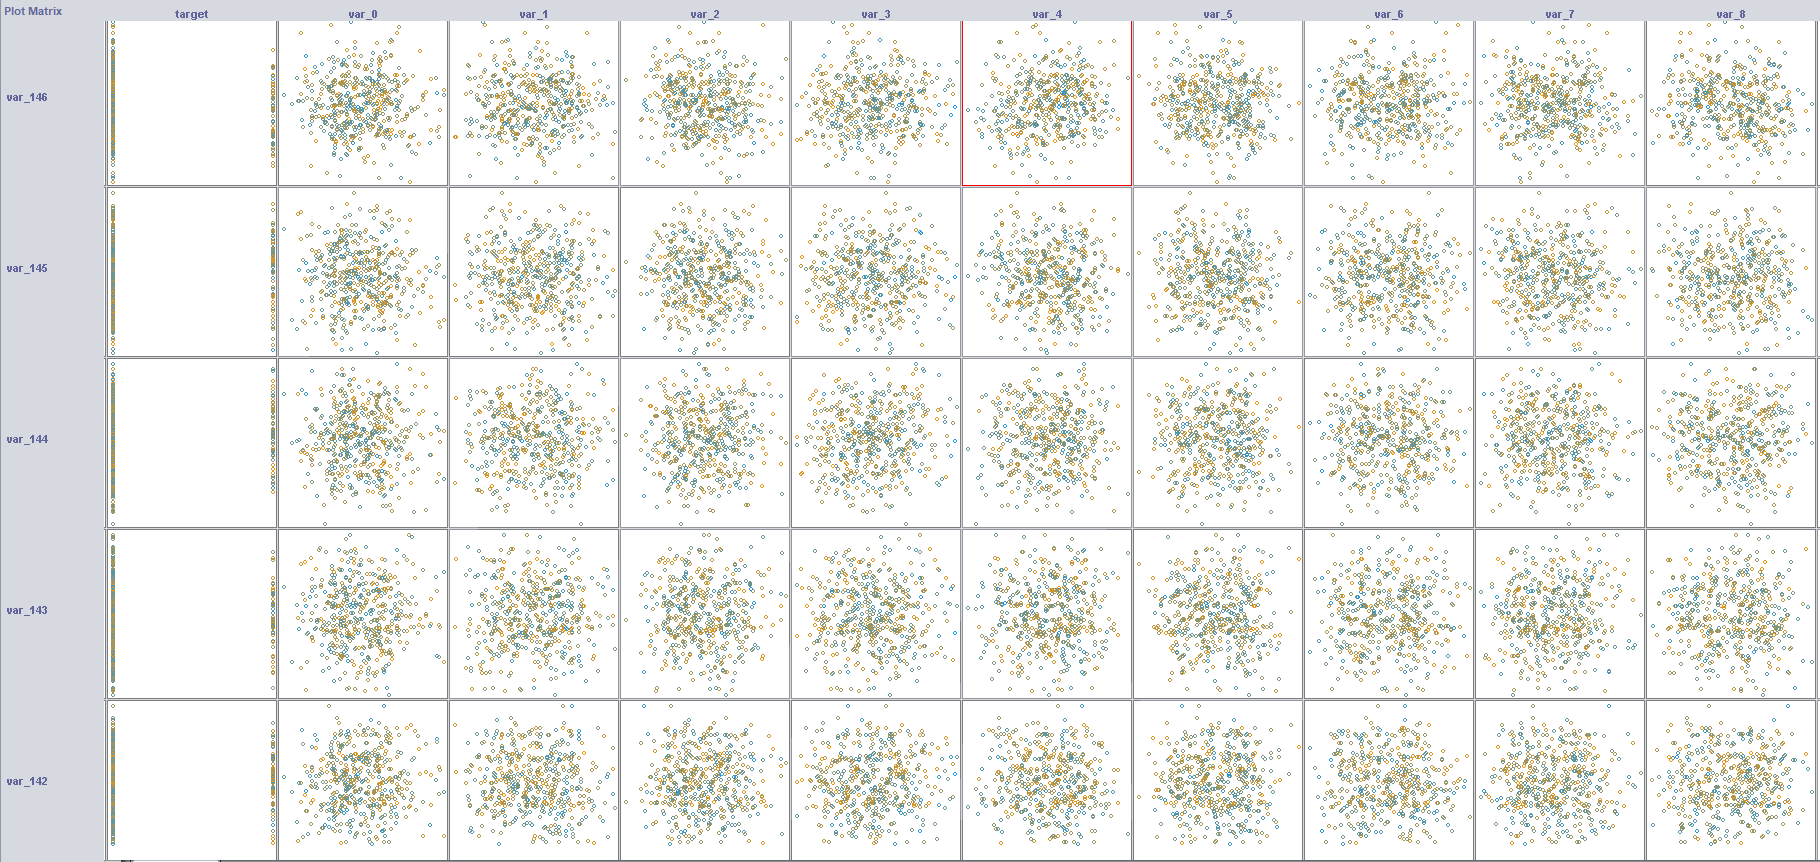 Plot Matrix
target var_0 var_1 var_2 var_3 var_4 var_5 var_6 var_7 var_8
var_146
var_145
var_144
var_143
var_142